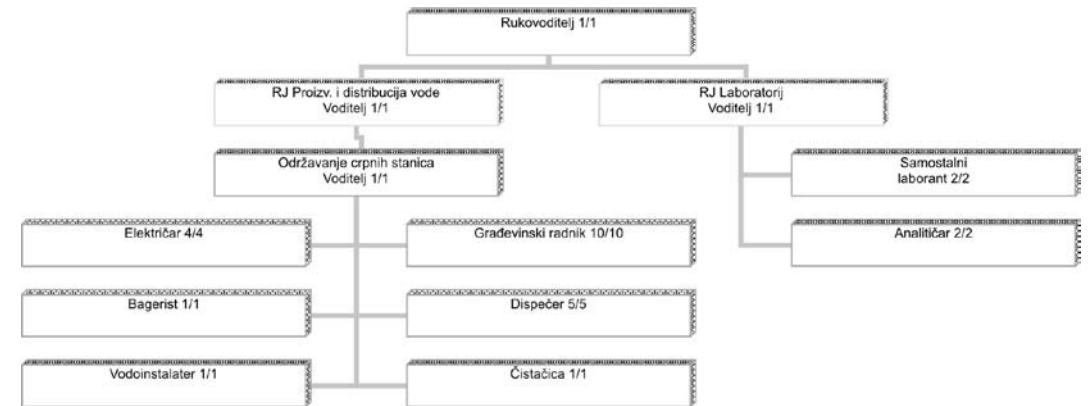 Rukovoditelj 1/1
RJ Proizv. i distribucija vode
Voditelj 1/1
RJ Laboratorij
Voditelj 1/1
Održavanje crpnih stanica
Voditelj 1/1
Samostalni
laborant 2/2
Električar 4/4
Građevinski radnik 10/10
Analitičar 2/2
Bagerist 1/1
Dispečer 5/5
Vodoinstalater 1/1
Čistačica 1/1